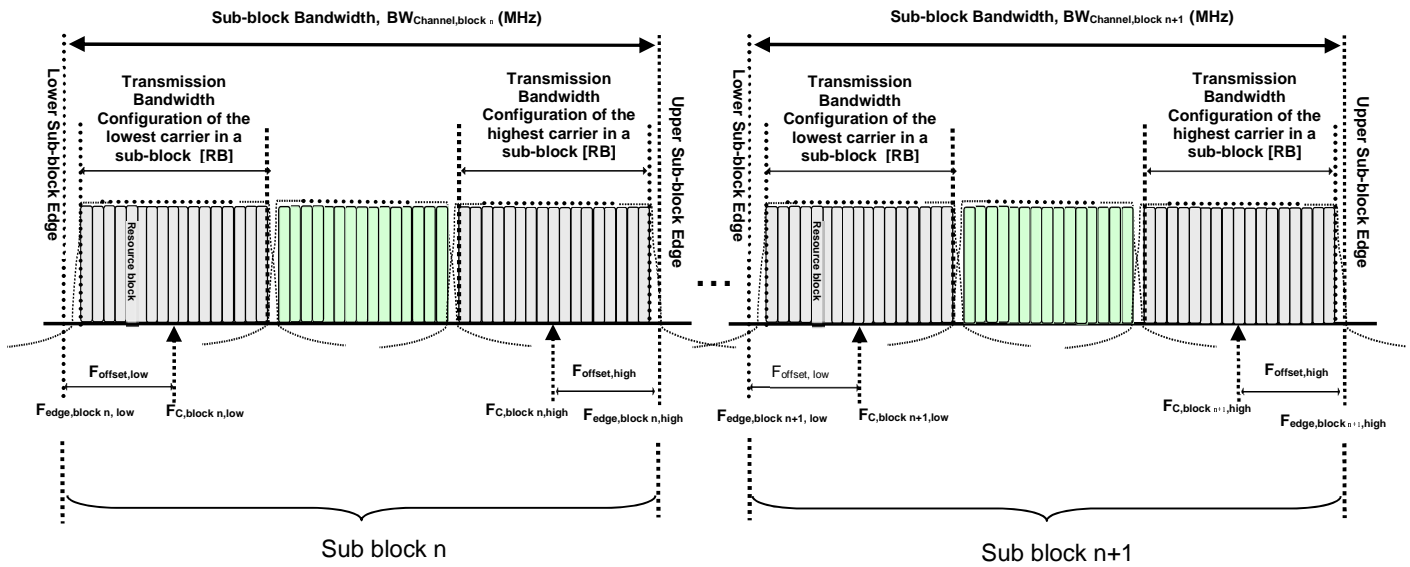 Sub-block Bandwidth, BWChannel,block n (MHz)
Sub-block Bandwidth, BWChannel,block n+1 (MHz)
Lower Sub-block Edge
Transmission
Bandwidth
Configuration of the
lowest carrier in a
sub-block [RB]
Transmission
Bandwidth
Configuration of the
highest carrier in a
sub-block [RB]
Upper Sub-block Edge
Lower Sub-block Edge
Transmission
Bandwidth
Configuration of the
lowest carrier in a
sub-block [RB]
Transmission
Bandwidth
Configuration of the
highest carrier in a
sub-block [RB]
Upper Sub-block Edge
Resource block
...
Resource block
Foffset,low
Foffset,high
Foffset, low
Foffset,high
Fedge,block n, low
FC,block n,low
FC,block n,high
Fedge,block n,high
Fedge,block n+1, low
FC,block n+1,low
FC,block n+1,high
Fedge,block n+1,high
Sub block n
Sub block n+1